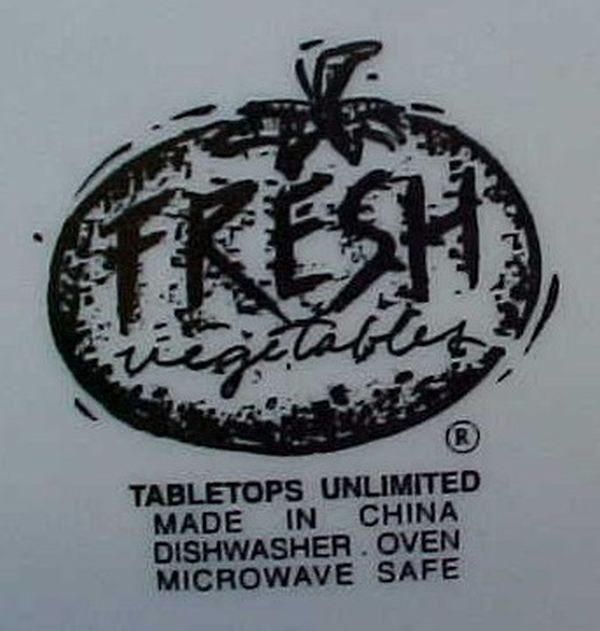 FRESH
vegetables
®
TABLETOPS UNLIMITED
MADE IN CHINA
DISHWASHER . OVEN
MICROWAVE SAFE